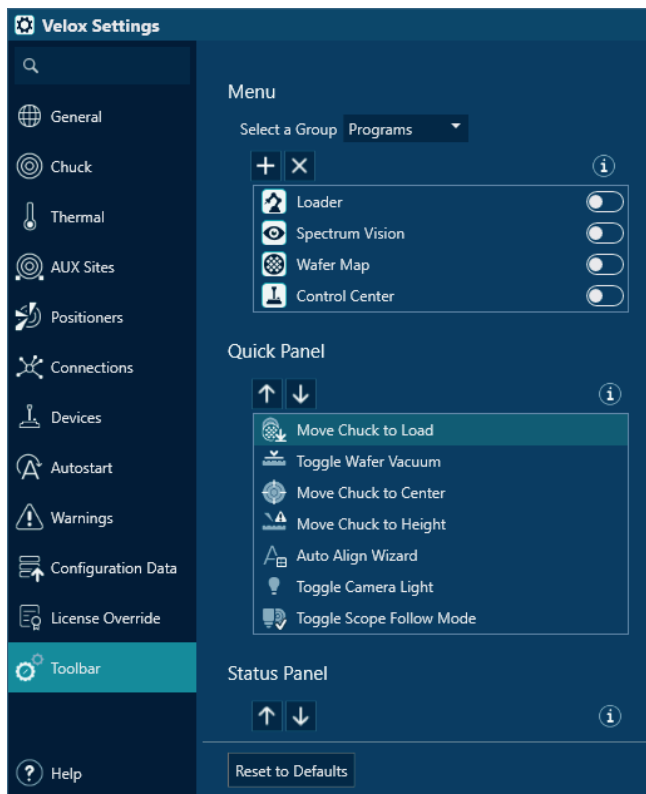 Velox Settings
General
Chuck
Thermal
AUX Sites
Positioners
Connections
Devices
Autostart
Warnings
Configuration Data
License Override
Toolbar
Help
Menu
Select a Group Programs
Loader
Spectrum Vision
Wafer Map
Control Center
Quick Panel
Move Chuck to Load
Toggle Wafer Vacuum
Move Chuck to Center
Move Chuck to Height
Auto Align Wizard
Toggle Camera Light
Toggle Scope Follow Mode
Status Panel
Reset to Defaults